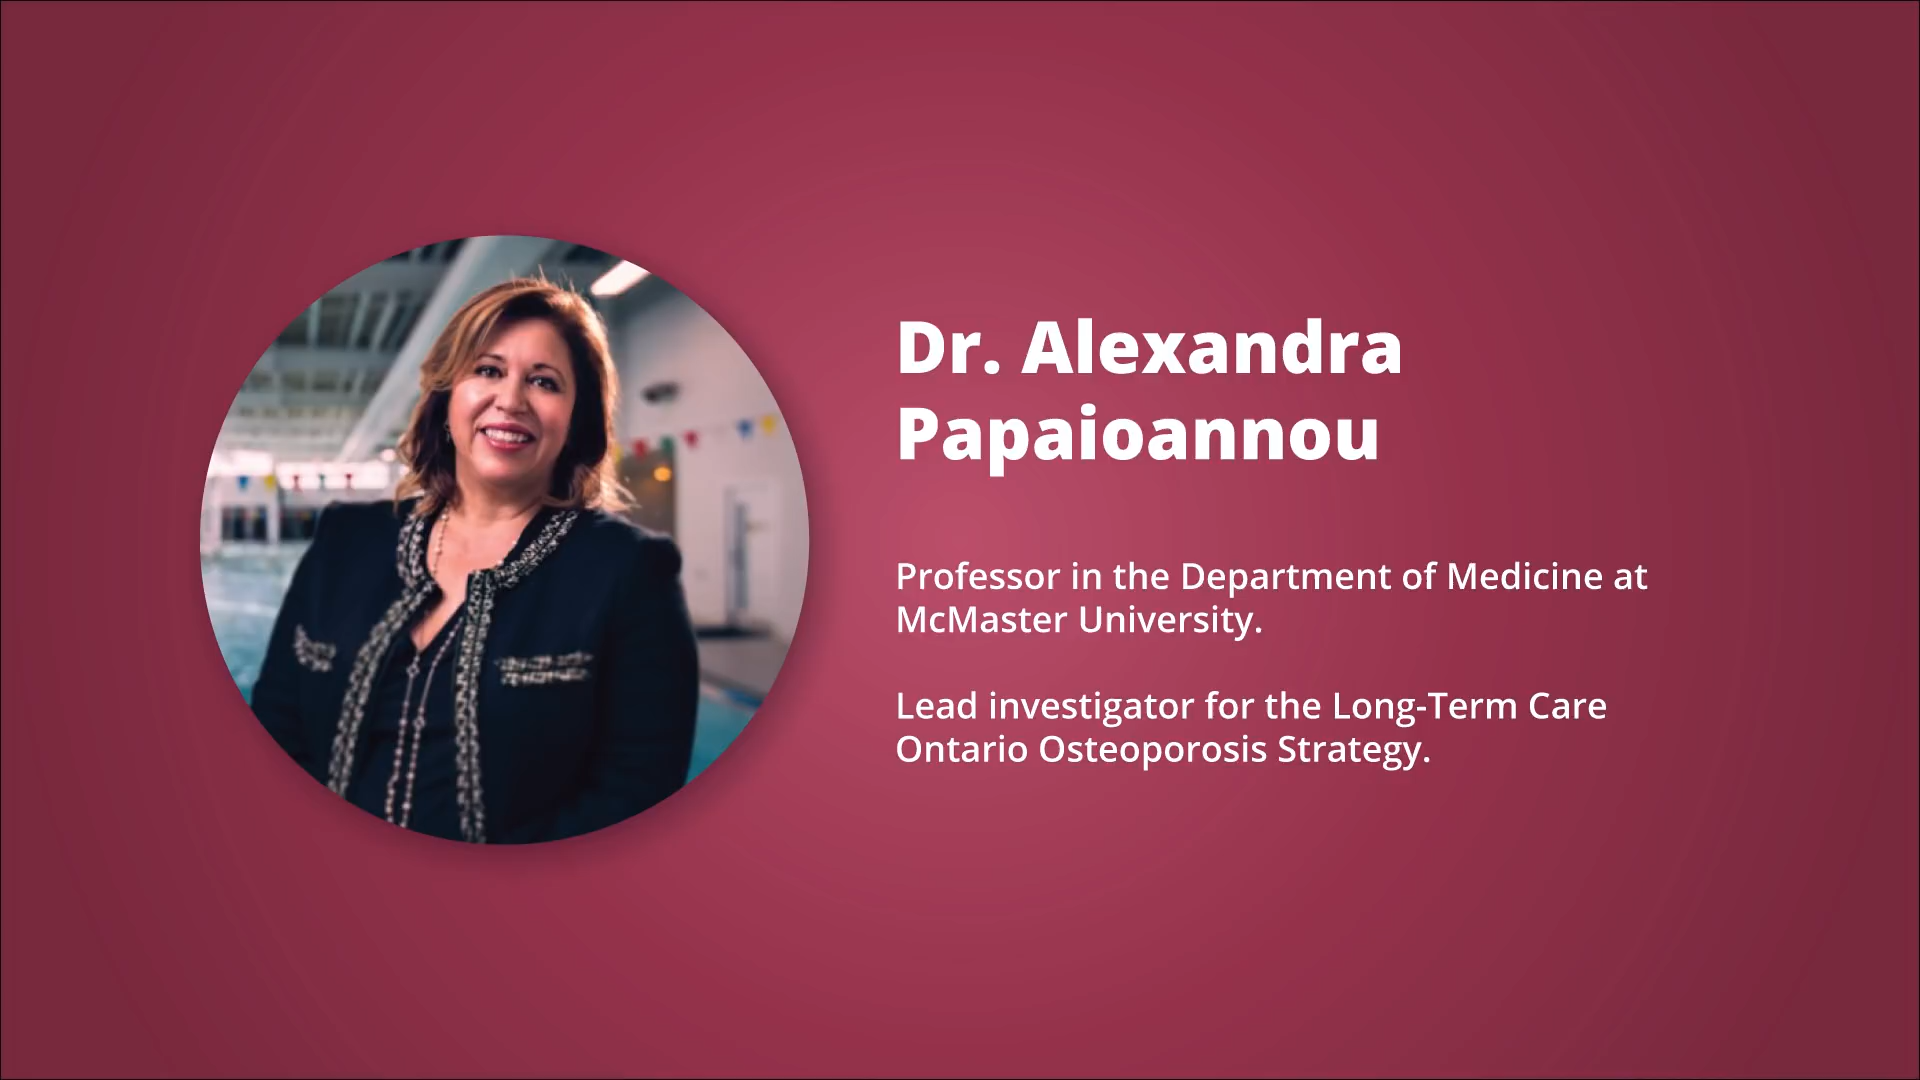 Dr. Alexandra
Papaioannou
Professor in the Department of Medicine at
McMaster University.
Lead investigator for the Long-Term Care
Ontario Osteoporosis Strategy.